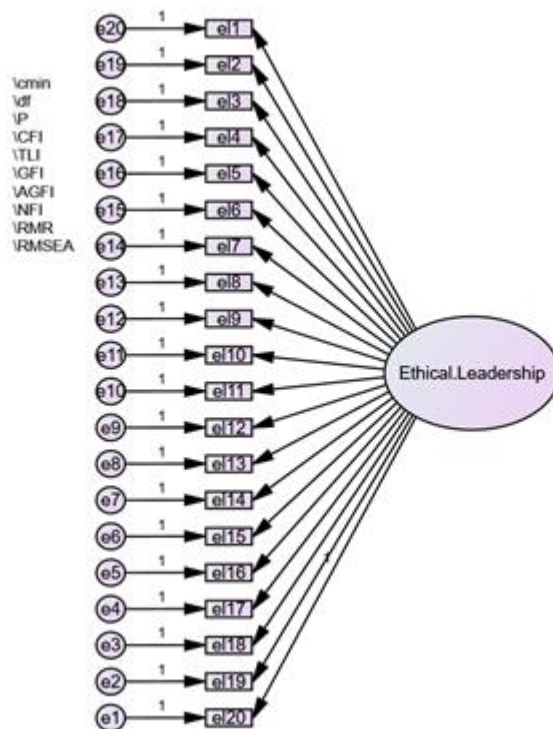 \cmin
\df
\P
\CFI
\TLI
\GFI
\AGFI
\NFI
\RMR
\RMSEA
e20 1 el1
e19 1 el2
e18 1 el3
e17 1 el4
e16 1 el5
e15 1 el6
e14 1 el7
e13 1 el8
e12 1 el9
e11 1 el10
e10 1 el11
e9 1 el12
e8 1 el13
e7 1 el14
e6 1 el15
e5 1 el16
e4 1 el17
e3 1 el18
e2 1 el19
e1 1 el20
1
Ethical.Leadership